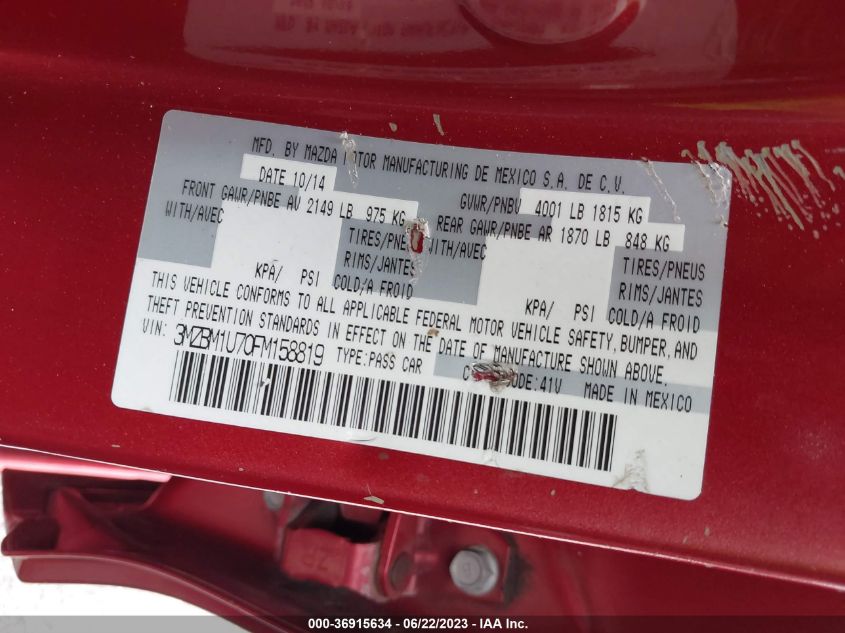 MFD. BY MAZDA MOTOR MANUFACTURING DE MEXICO S.A. DE C.V.
DATE 10/14
GVWR/PNBV 4001 LB 1815 KG
FRONT GAWR/PNBE AV 2149 LB 975 KG
REAR GAWR/PNBE AR 1870 LB 848 KG
WITH/AVEC
TIRES/PNE
WITH/AVEC
TIRES/PNEUS
RIMS/JANTES
RIMS/JANTES
KPA/ PSI COLD/A FROID
KPA/ PSI COLD/A FROID
THIS VEHICLE CONFORMS TO ALL APPLICABLE FEDERAL MOTOR VEHICLE SAFETY, BUMPER, AND
THEFT PREVENTION STANDARDS IN EFFECT ON THE DATE OF MANUFACTURE SHOWN ABOVE.
VIN: 3MZBM1U70FM158819 TYPE:PASS CAR
ODE:41V MADE IN MEXICO
000-36915634 - 06/22/2023 - IAA Inc.